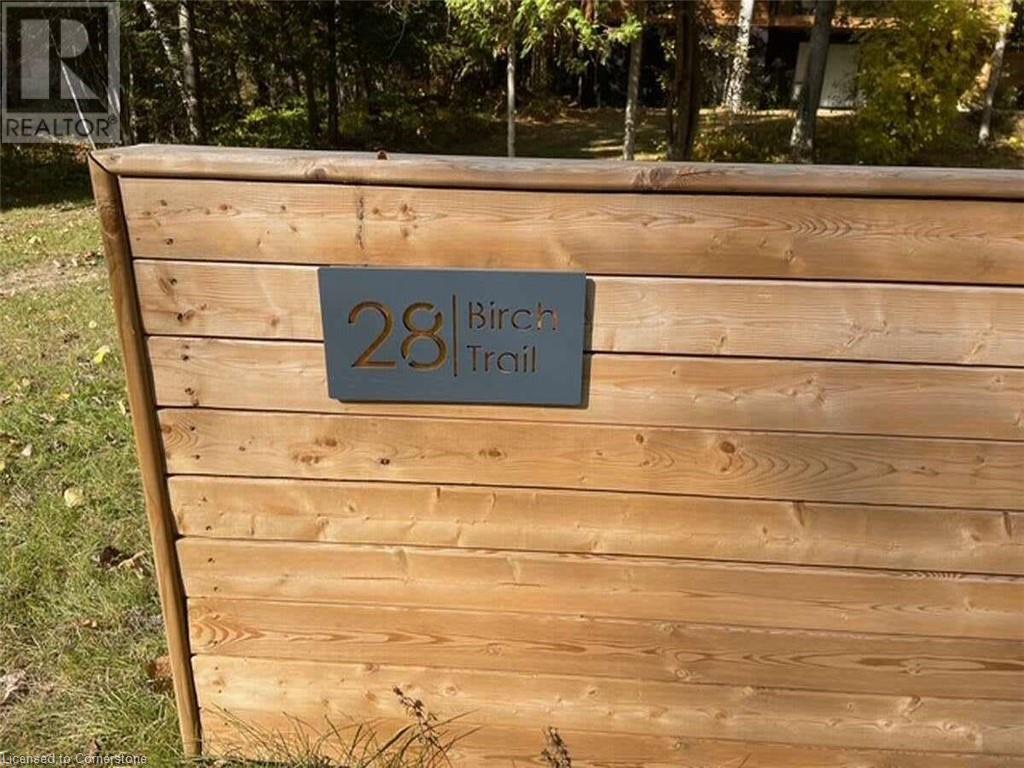 R
REALTOR®
28 Birch
Trail
Licensed to Cornerstone